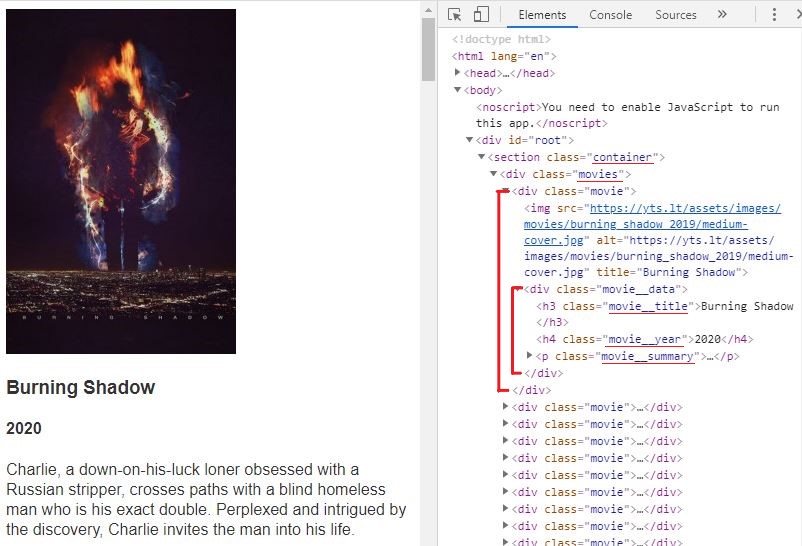 BURNING SHADOW
Burning Shadow
2020
Charlie, a down-on-his-luck loner obsessed with a
Russian stripper, crosses paths with a blind homeless
man who is his exact double. Perplexed and intrigued by
the discovery, Charlie invites the man into his life.
Elements Console Sources »
<!doctype html>
<html lang="en">
<head>…</head>
<body>
<noscript>You need to enable JavaScript to run
this app.</noscript>
<div id="root">
<section class="container">
<div class="movies">
<div class="movie">
<img src="https://yts.lt/assets/images/
movies/burning_shadow_2019/medium-
cover.jpg" alt="https://yts.lt/assets/
images/movies/burning_shadow_2019/medium-
cover.jpg" title="Burning Shadow">
<div class="movie__data">
<h3 class="movie__title">Burning Shadow
</h3>
<h4 class="movie__year">2020</h4>
<p class="movie__summary">…</p>
</div>
</div>
<div class="movie">…</div>
<div class="movie">…</div>
<div class="movie">…</div>
<div class="movie">…</div>
<div class="movie">…</div>
<div class="movie">…</div>
<div class="movie">…</div>
<div class="movie">…</div>
<div class="movie">…</div>